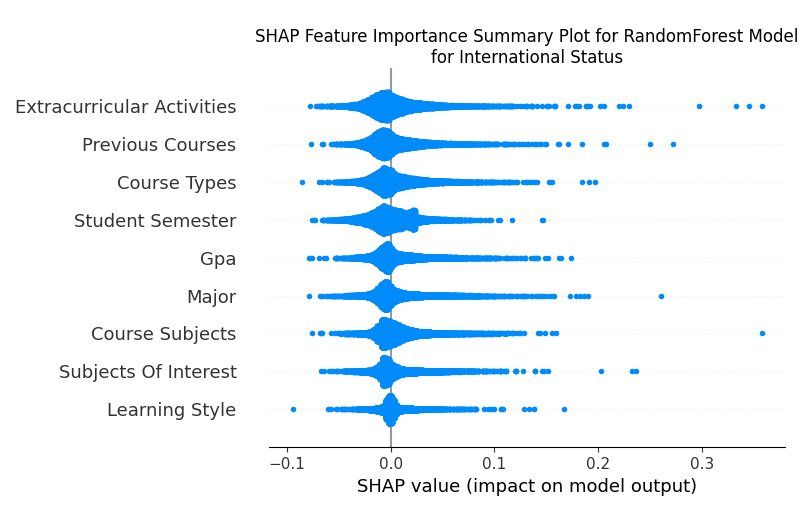 SHAP Feature Importance Summary Plot for RandomForest Model
for International Status
Extracurricular Activities
Previous Courses
Course Types
Student Semester
Gpa
Major
Course Subjects
Subjects Of Interest
Learning Style
−0.1 0.0 0.1 0.2 0.3
SHAP value (impact on model output)